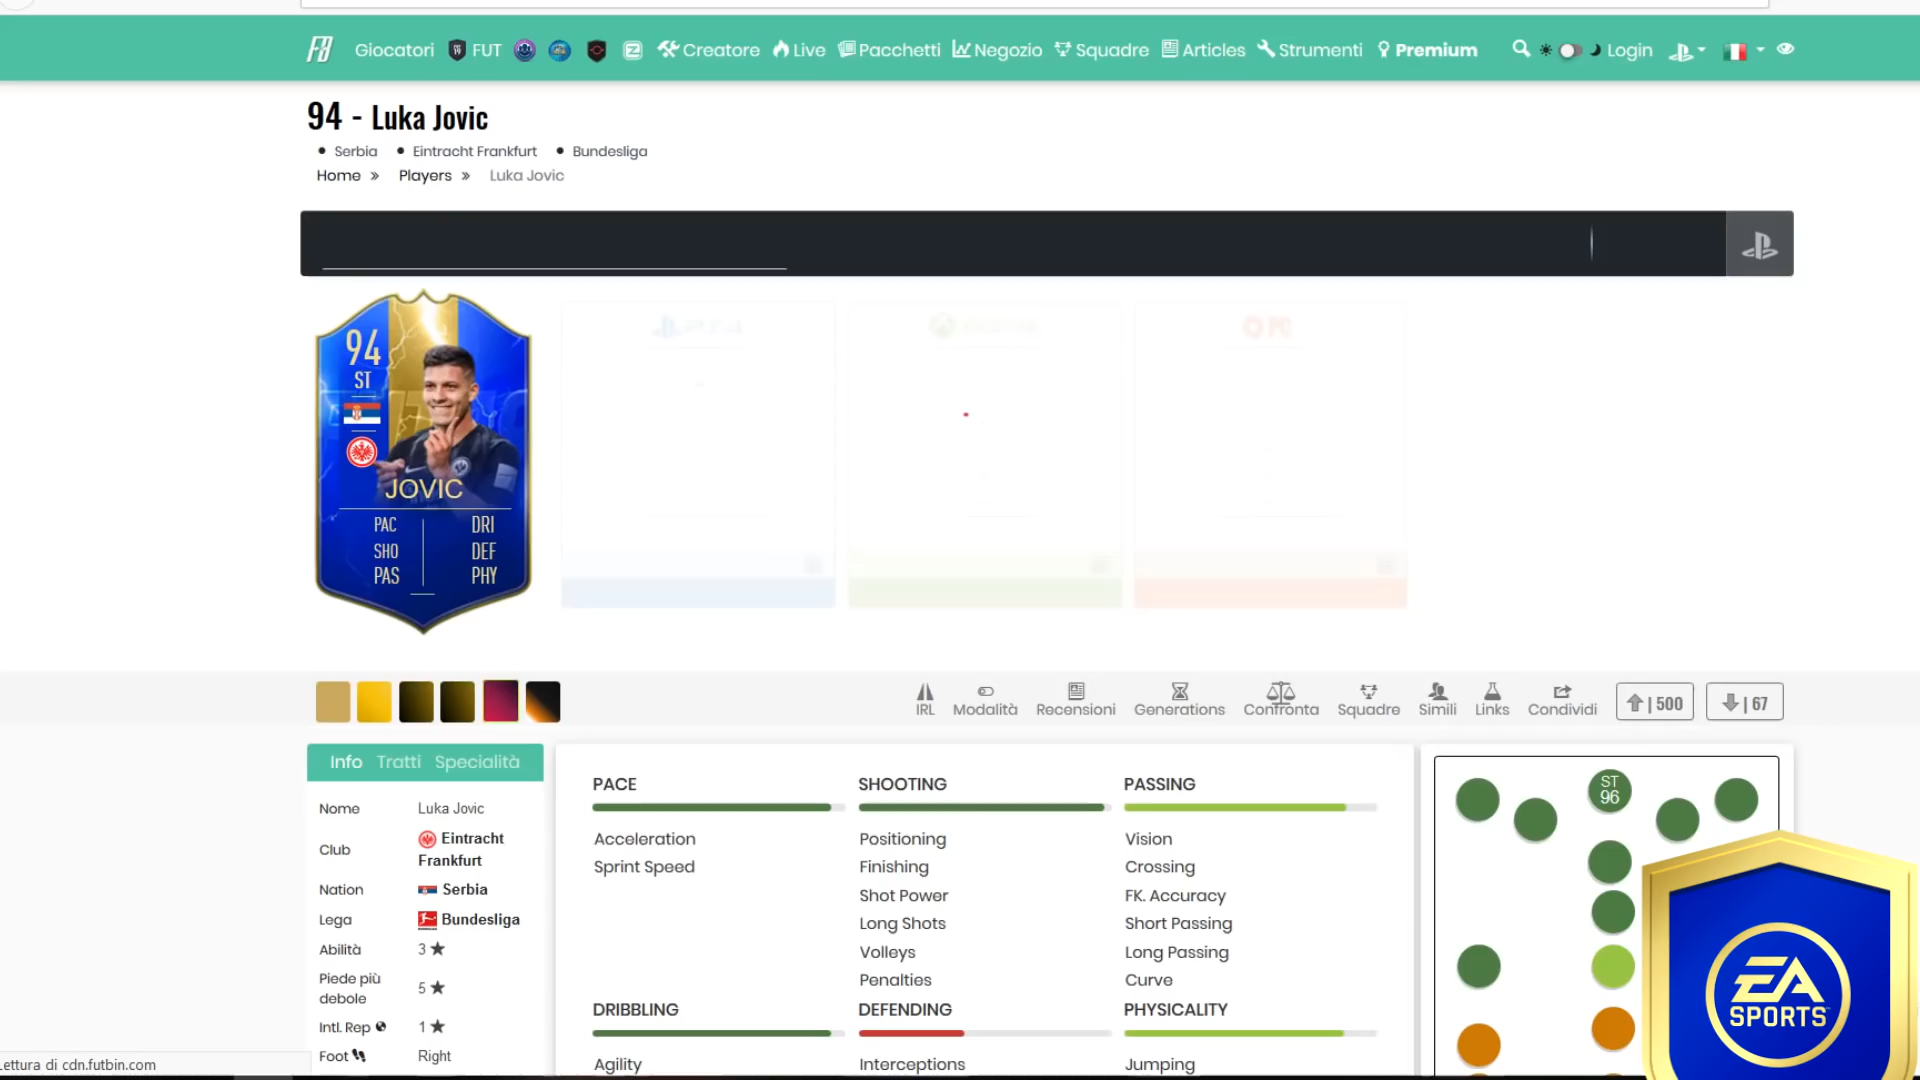 Giocatori FUT Creatore Live Pacchetti Negozio Squadre Articles Strumenti Premium Login
94 - Luka Jovic
Serbia Eintracht Frankfurt Bundesliga
Home » Players » Luka Jovic
94
ST
JOVIC
PAC DRI
SHO DEF
PAS PHY
PS4
PC
IRL Modalità Recensioni Generations Confronta Squadre Simili Links Condividi | 500 | 67
Info Tratti Specialità
Nome Luka Jovic
Club Eintracht Frankfurt
Nation Serbia
Lega Bundesliga
Abilità 3
Piede più debole 5
Intl. Rep 1
Foot Right
PACE
Acceleration
Sprint Speed
SHOOTING
Positioning
Finishing
Shot Power
Long Shots
Volleys
Penalties
PASSING
Vision
Crossing
FK. Accuracy
Short Passing
Long Passing
Curve
DRIBBLING
Agility
DEFENDING
Interceptions
PHYSICALITY
Jumping
ST
96
EA
SPORTS
Lettura di cdn.futbin.com